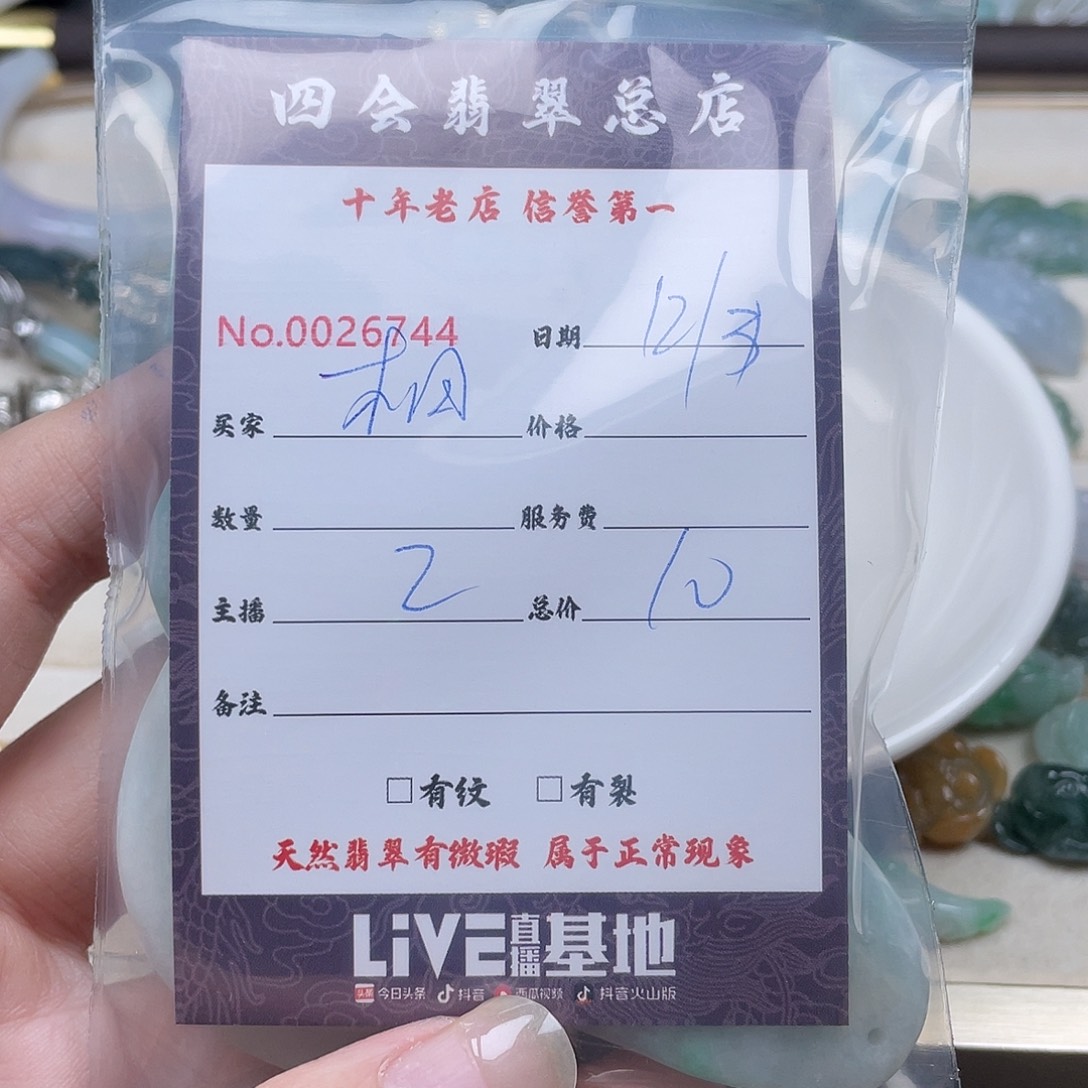 四会翡翠总店
十年老店 信誉第一
No.0026744 日期 12/3
买家 相 价格
数量 服务费
主播 2 总价 10
备注
□有纹 □有裂
天然翡翠有微瑕 属于正常现象
LiVE直播基地
头条 今日头条 抖音 西瓜视频 抖音火山版